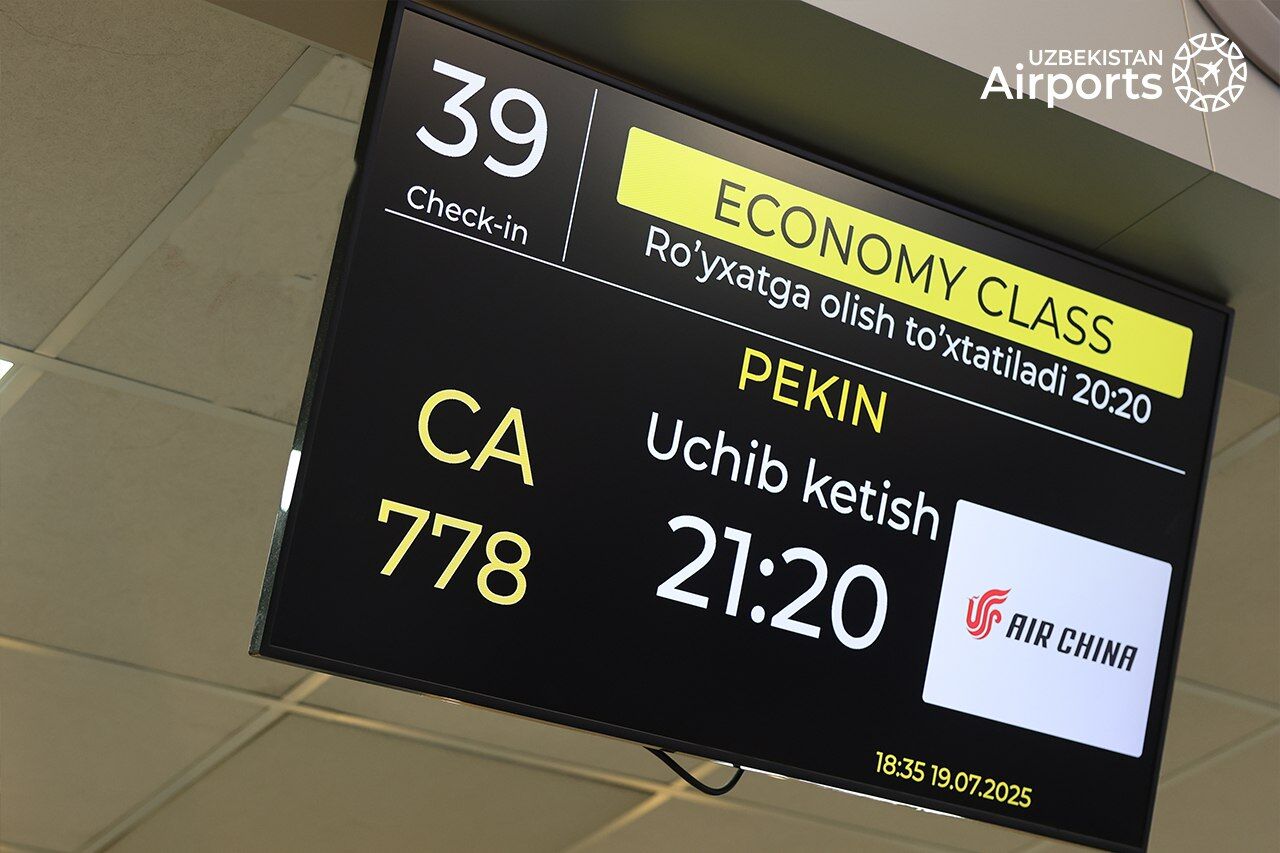 UZBEKISTAN
Airports
39
Check-in
ECONOMY CLASS
Ro’yxatga olish to’xtatiladi 20:20
PEKIN
CA
778
Uchib ketish
21:20
AIR CHINA
18:35 19.07.2025